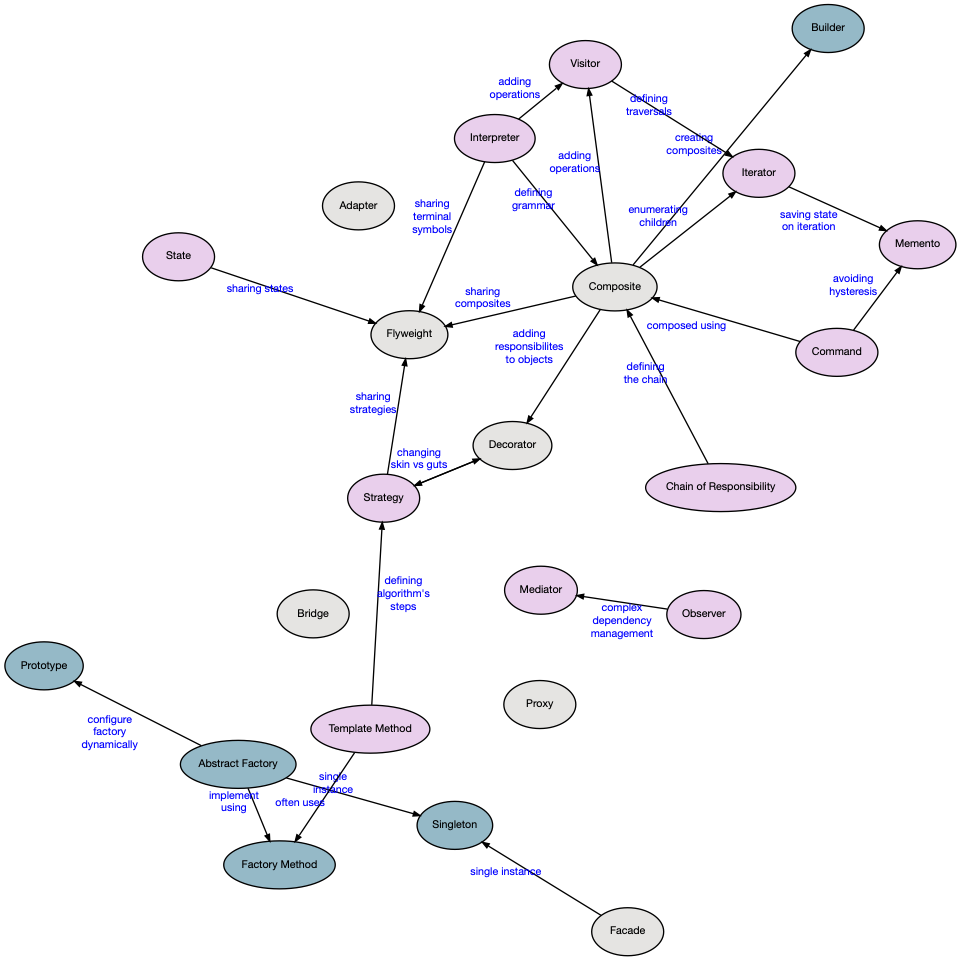 Builder
Visitor
adding
operations
defining
traversals
Interpreter
creating
composites
adding
operations
Iterator
defining
grammar
Adapter
sharing
terminal
symbols
enumerating
children
saving state
on iteration
Memento
State
sharing states
Composite
avoiding
hysteresis
sharing
composites
Flyweight
composed using
Command
adding
responsibilites
to objects
defining
the chain
sharing
strategies
Decorator
changing
skin vs guts
Strategy
Chain of Responsibility
defining
algorithm's
steps
Mediator
Observer
complex
dependency
management
Bridge
Prototype
Proxy
configure
factory
dynamically
Template Method
Abstract Factory
single
instance
implement
using
often uses
Singleton
Factory Method
single instance
Facade